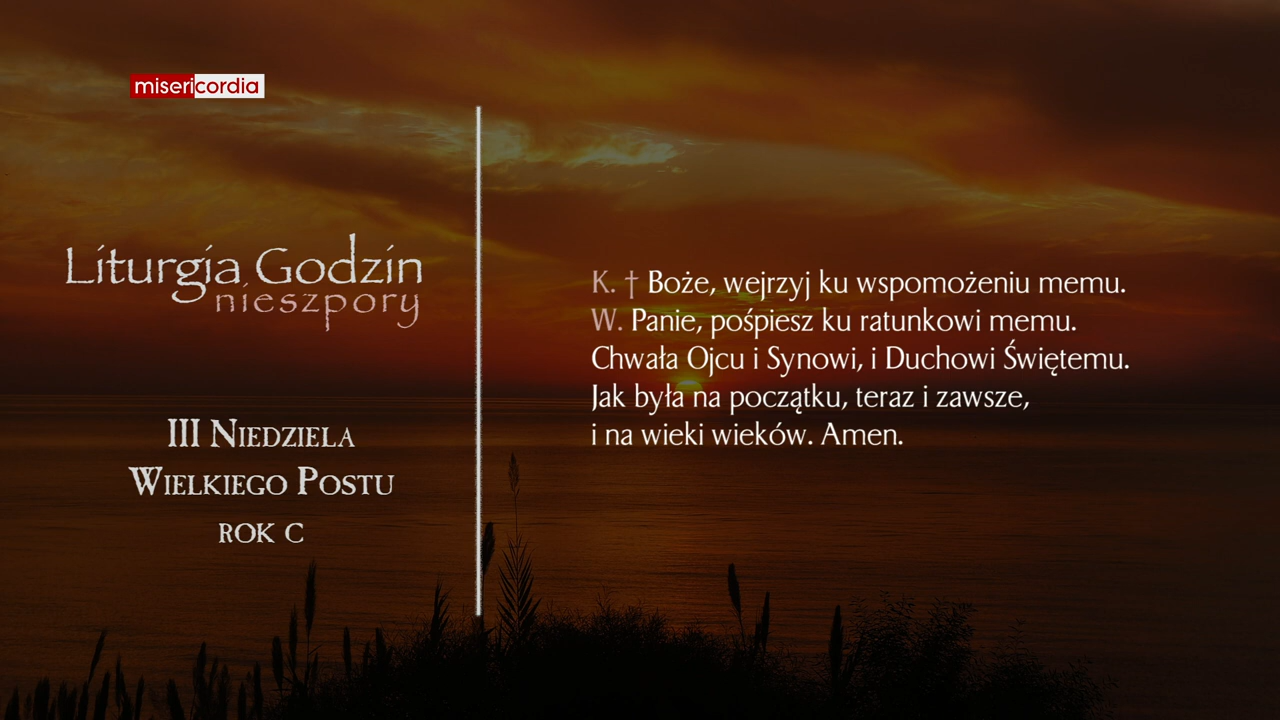 misericordia
Liturgia Godzin
nieszpory
III Niedziela
Wielkiego Postu
rok C
K. † Boże, wejrzyj ku wspomożeniu memu.
W. Panie, pośpiesz ku ratunkowi memu.
Chwała Ojcu i Synowi, i Duchowi Świętemu.
Jak była na początku, teraz i zawsze,
i na wieki wieków. Amen.